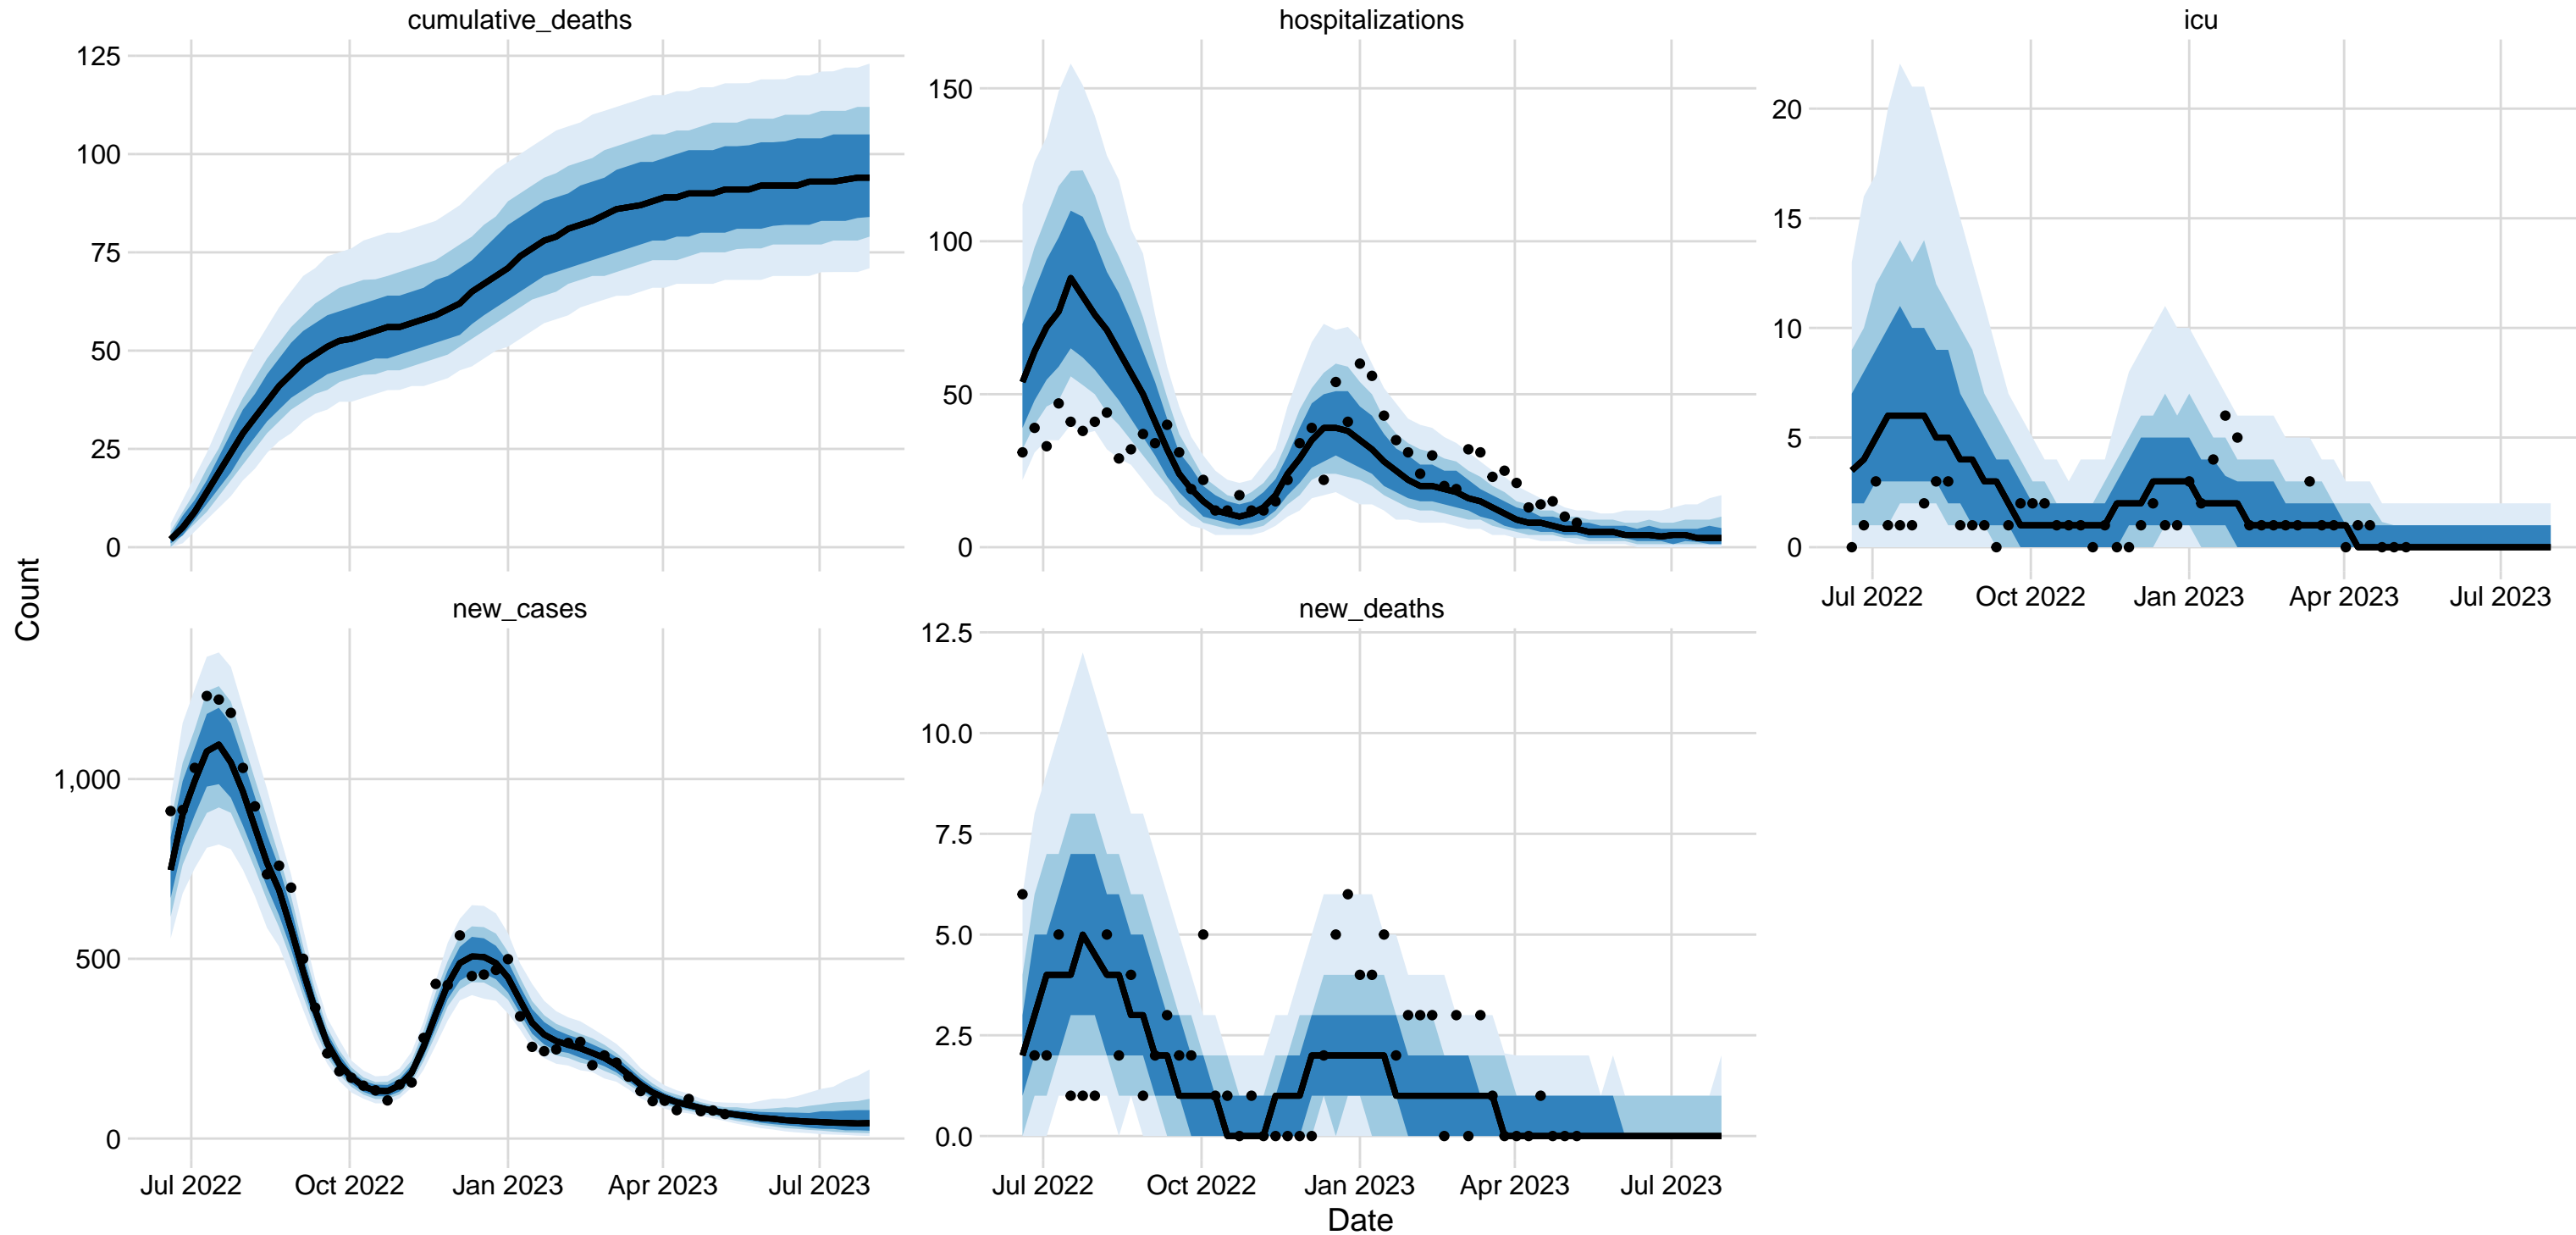 cumulative_deaths
hospitalizations
icu
125
100
75
50
25
0
150
100
50
0
20
15
10
5
0
Jul 2022 Oct 2022 Jan 2023 Apr 2023 Jul 2023
Count
new_cases
new_deaths
1,000
500
0
12.5
10.0
7.5
5.0
2.5
0.0
Jul 2022 Oct 2022 Jan 2023 Apr 2023 Jul 2023
Jul 2022 Oct 2022 Jan 2023 Apr 2023 Jul 2023
Date